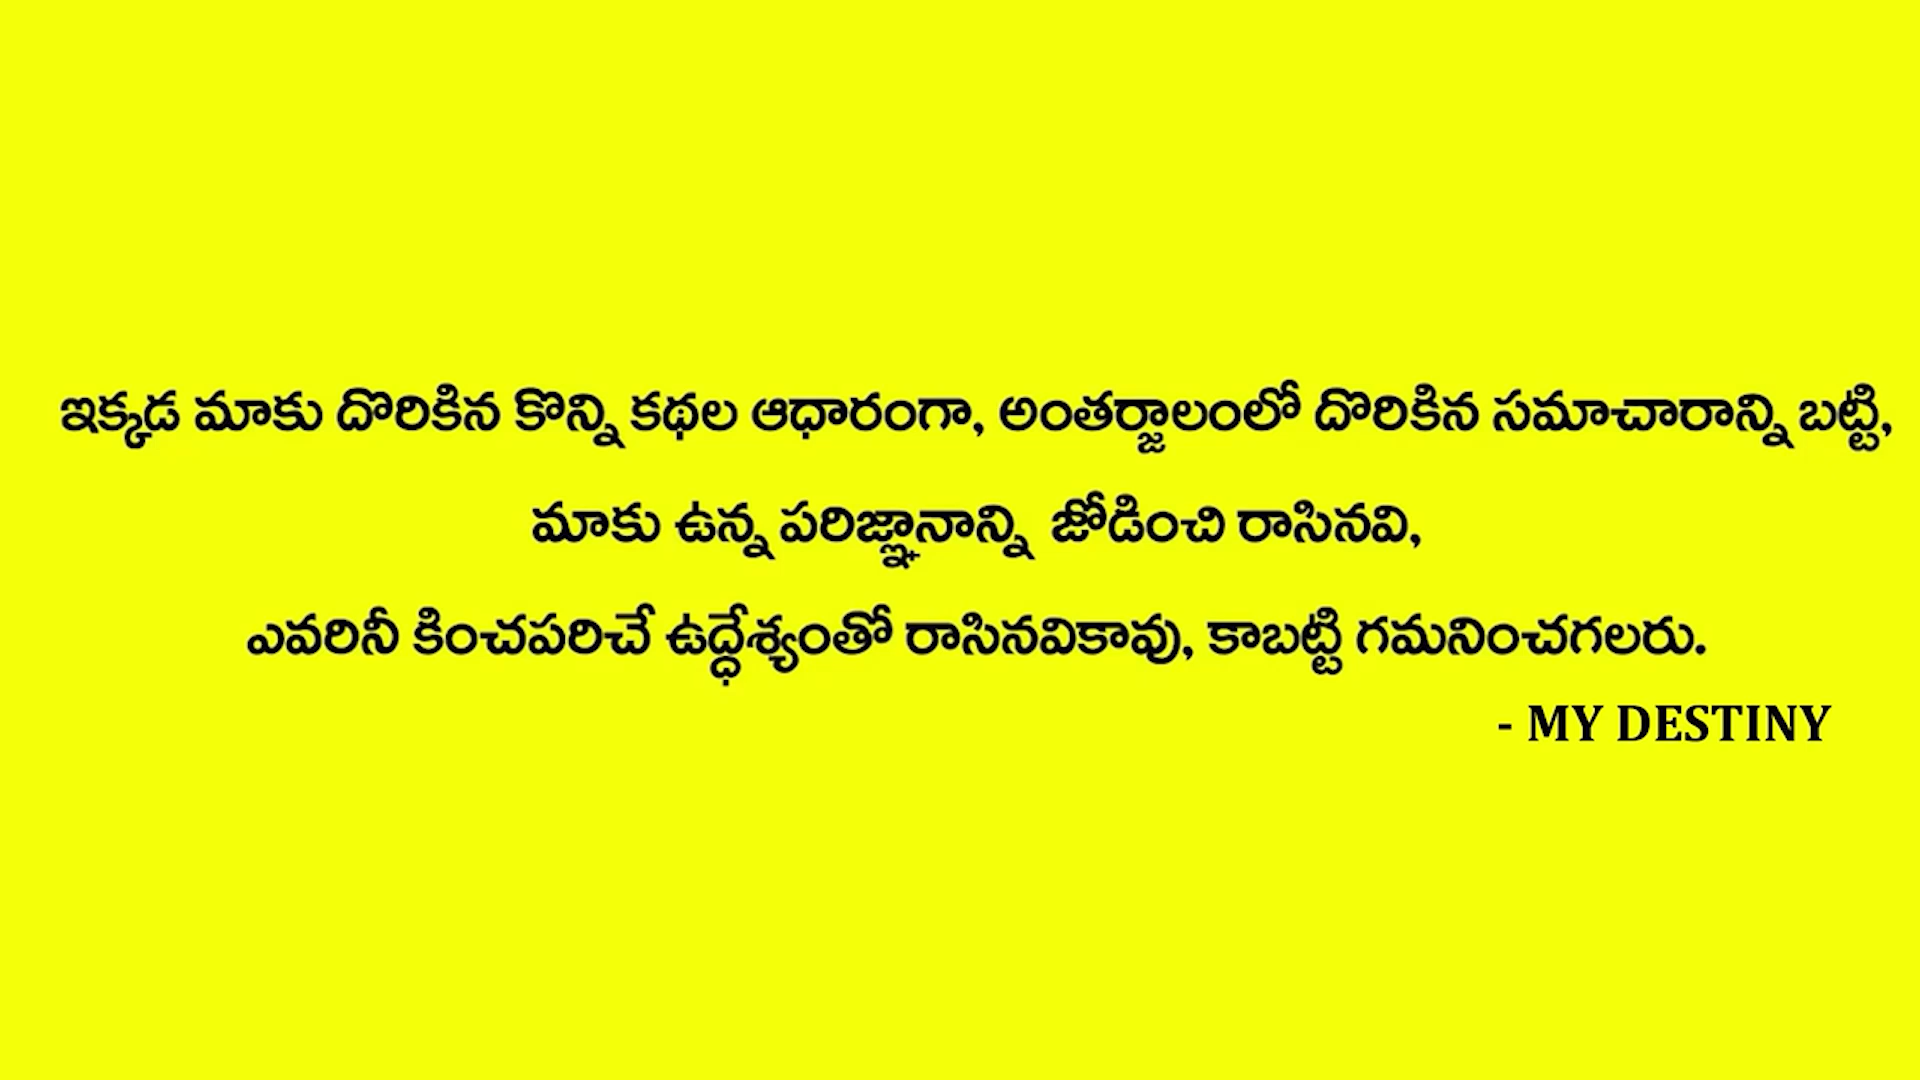 ఇక్కడ మాకు దొరికిన కొన్ని కథల ఆధారంగా, అంతర్జాలంలో దొరికిన సమాచారాన్ని బట్టి,
మాకు ఉన్న పరిజ్ఞానాన్ని జోడించి రాసినవి,
ఎవరినీ కించపరిచే ఉద్ధేశ్యంతో రాసినవికావు, కాబట్టి గమనించగలరు.
- MY DESTINY